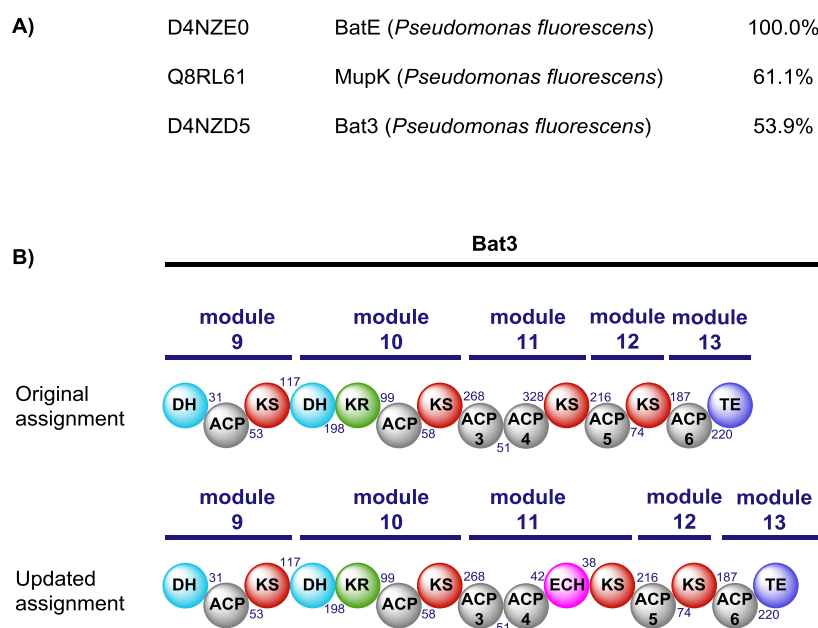 A)
D4NZE0 BatE (Pseudomonas fluorescens) 100.0%
Q8RL61 MupK (Pseudomonas fluorescens) 61.1%
D4NZD5 Bat3 (Pseudomonas fluorescens) 53.9%
B)
Bat3
module 9
module 10
module 11
module 12
module 13
Original assignment
DH 31 ACP 53 KS 117 DH 198 KR 99 ACP 58 KS 268 ACP 3 51 ACP 4 328 KS 216 ACP 5 74 KS 187 ACP 6 220 TE
module 9
module 10
module 11
module 12
module 13
Updated assignment
DH 31 ACP 53 KS 117 DH 198 KR 99 ACP 58 KS 268 ACP 3 51 ACP 4 42 ECH 38 KS 216 ACP 5 74 KS 187 ACP 6 220 TE